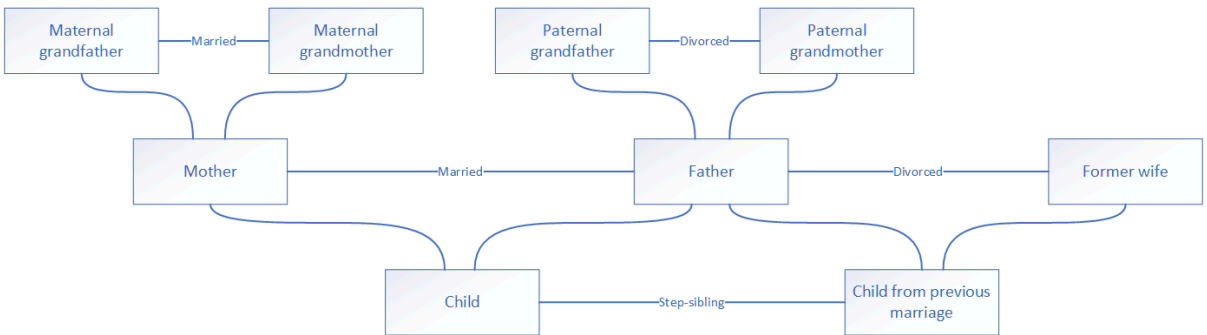 Maternal
grandfather
Married
Maternal
grandmother
Paternal
grandfather
Divorced
Paternal
grandmother
Mother
Married
Father
Divorced
Former wife
Child
Step-sibling
Child from previous
marriage